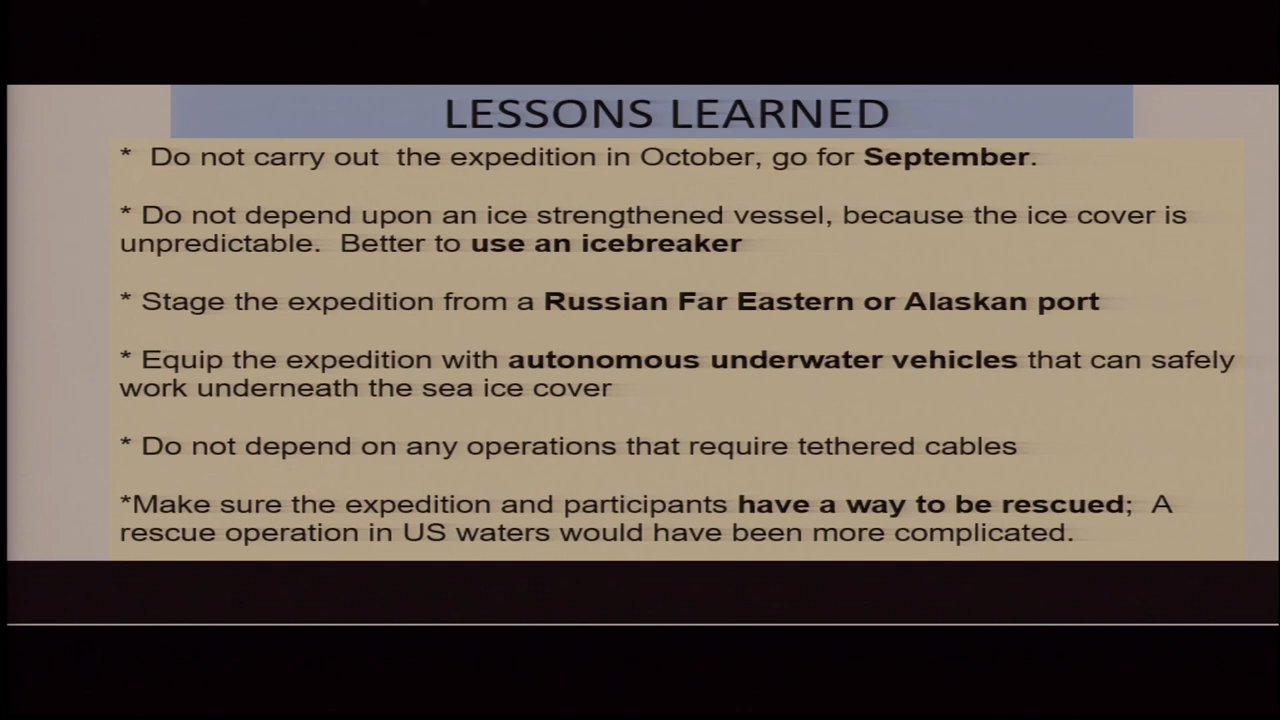 LESSONS LEARNED
* Do not carry out the expedition in October, go for September.
* Do not depend upon an ice strengthened vessel, because the ice cover is
unpredictable. Better to use an icebreaker
* Stage the expedition from a Russian Far Eastern or Alaskan port
* Equip the expedition with autonomous underwater vehicles that can safely
work underneath the sea ice cover
* Do not depend on any operations that require tethered cables
*Make sure the expedition and participants have a way to be rescued; A
rescue operation in US waters would have been more complicated.